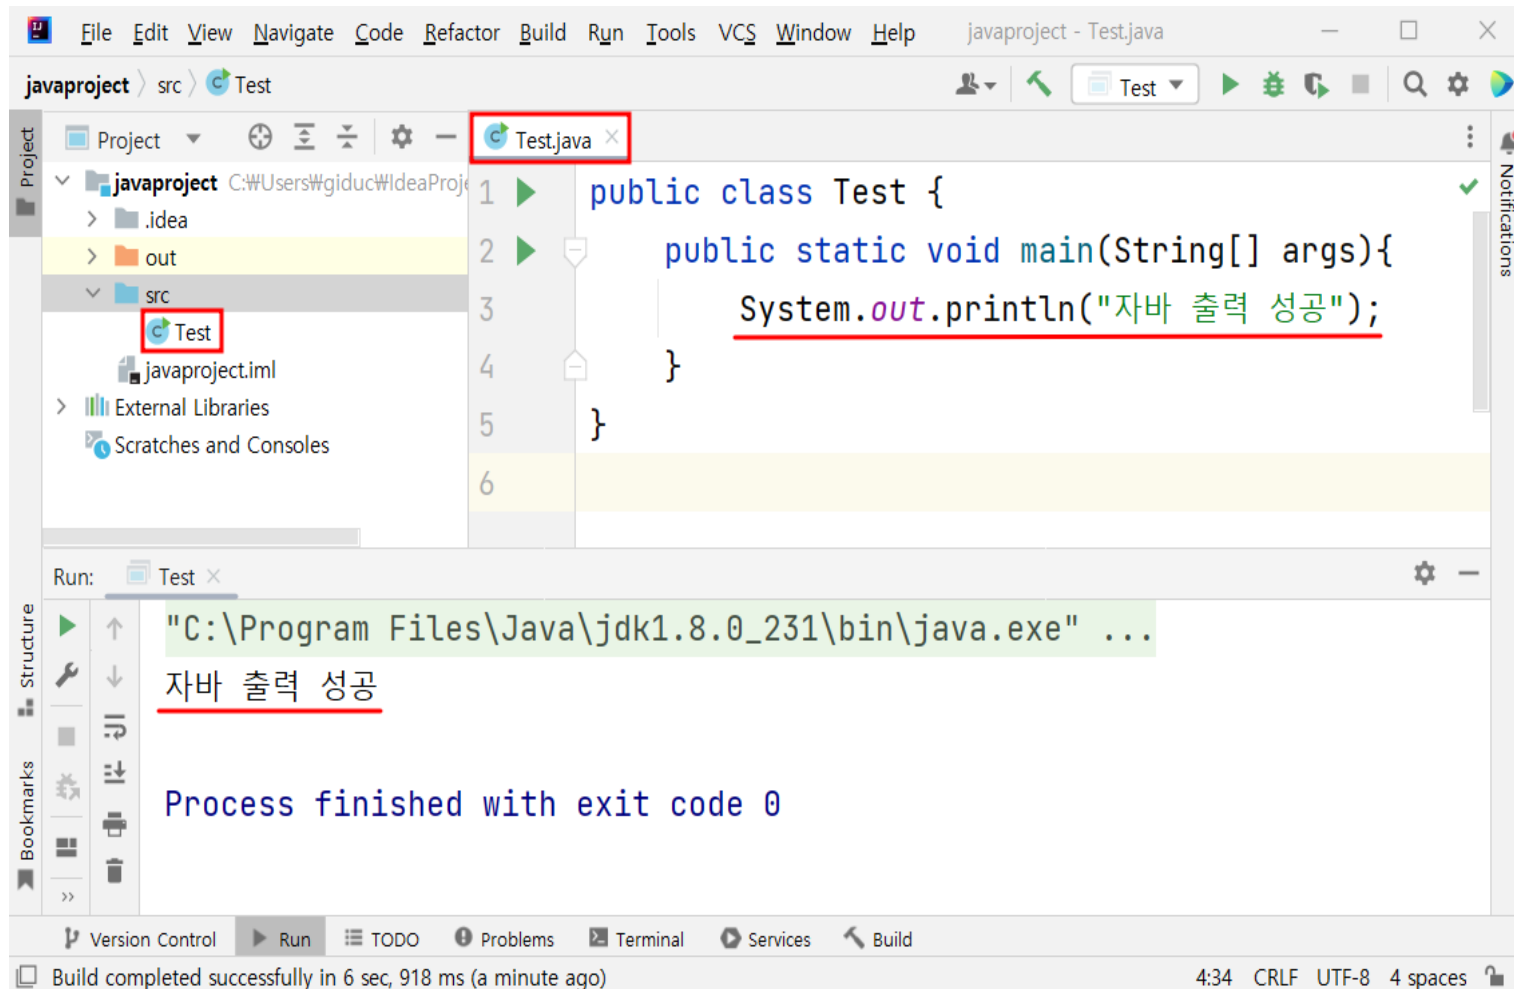 File Edit View Navigate Code Refactor Build Run Tools VCS Window Help javaproject - Test.java
javaproject src Test
Test
Project
Project
Test.java
javaproject C:₩Users₩giduc₩IdeaProje
.idea
out
src
Test
javaproject.iml
External Libraries
Scratches and Consoles
1 public class Test {
2 public static void main(String[] args){
3 System.out.println("자바 출력 성공");
4 }
5 }
6
Notifications
Run: Test
"C:\Program Files\Java\jdk1.8.0_231\bin\java.exe" ...
자바 출력 성공
Process finished with exit code 0
Structure
Bookmarks
Version Control Run TODO Problems Terminal Services Build
Build completed successfully in 6 sec, 918 ms (a minute ago) 4:34 CRLF UTF-8 4 spaces